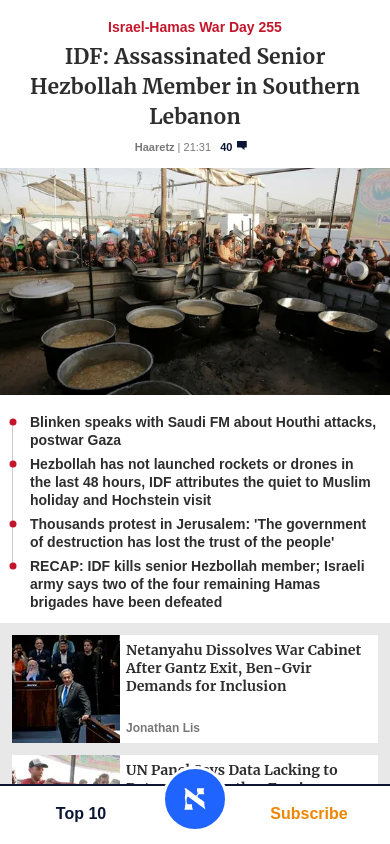 Israel-Hamas War Day 255
IDF: Assassinated Senior
Hezbollah Member in Southern
Lebanon
Haaretz | 21:31 40
Blinken speaks with Saudi FM about Houthi attacks,
postwar Gaza
Hezbollah has not launched rockets or drones in
the last 48 hours, IDF attributes the quiet to Muslim
holiday and Hochstein visit
Thousands protest in Jerusalem: 'The government
of destruction has lost the trust of the people'
RECAP: IDF kills senior Hezbollah member; Israeli
army says two of the four remaining Hamas
brigades have been defeated
Netanyahu Dissolves War Cabinet
After Gantz Exit, Ben-Gvir
Demands for Inclusion
Jonathan Lis
UN Panel Says Data Lacking to
Top 10
Subscribe